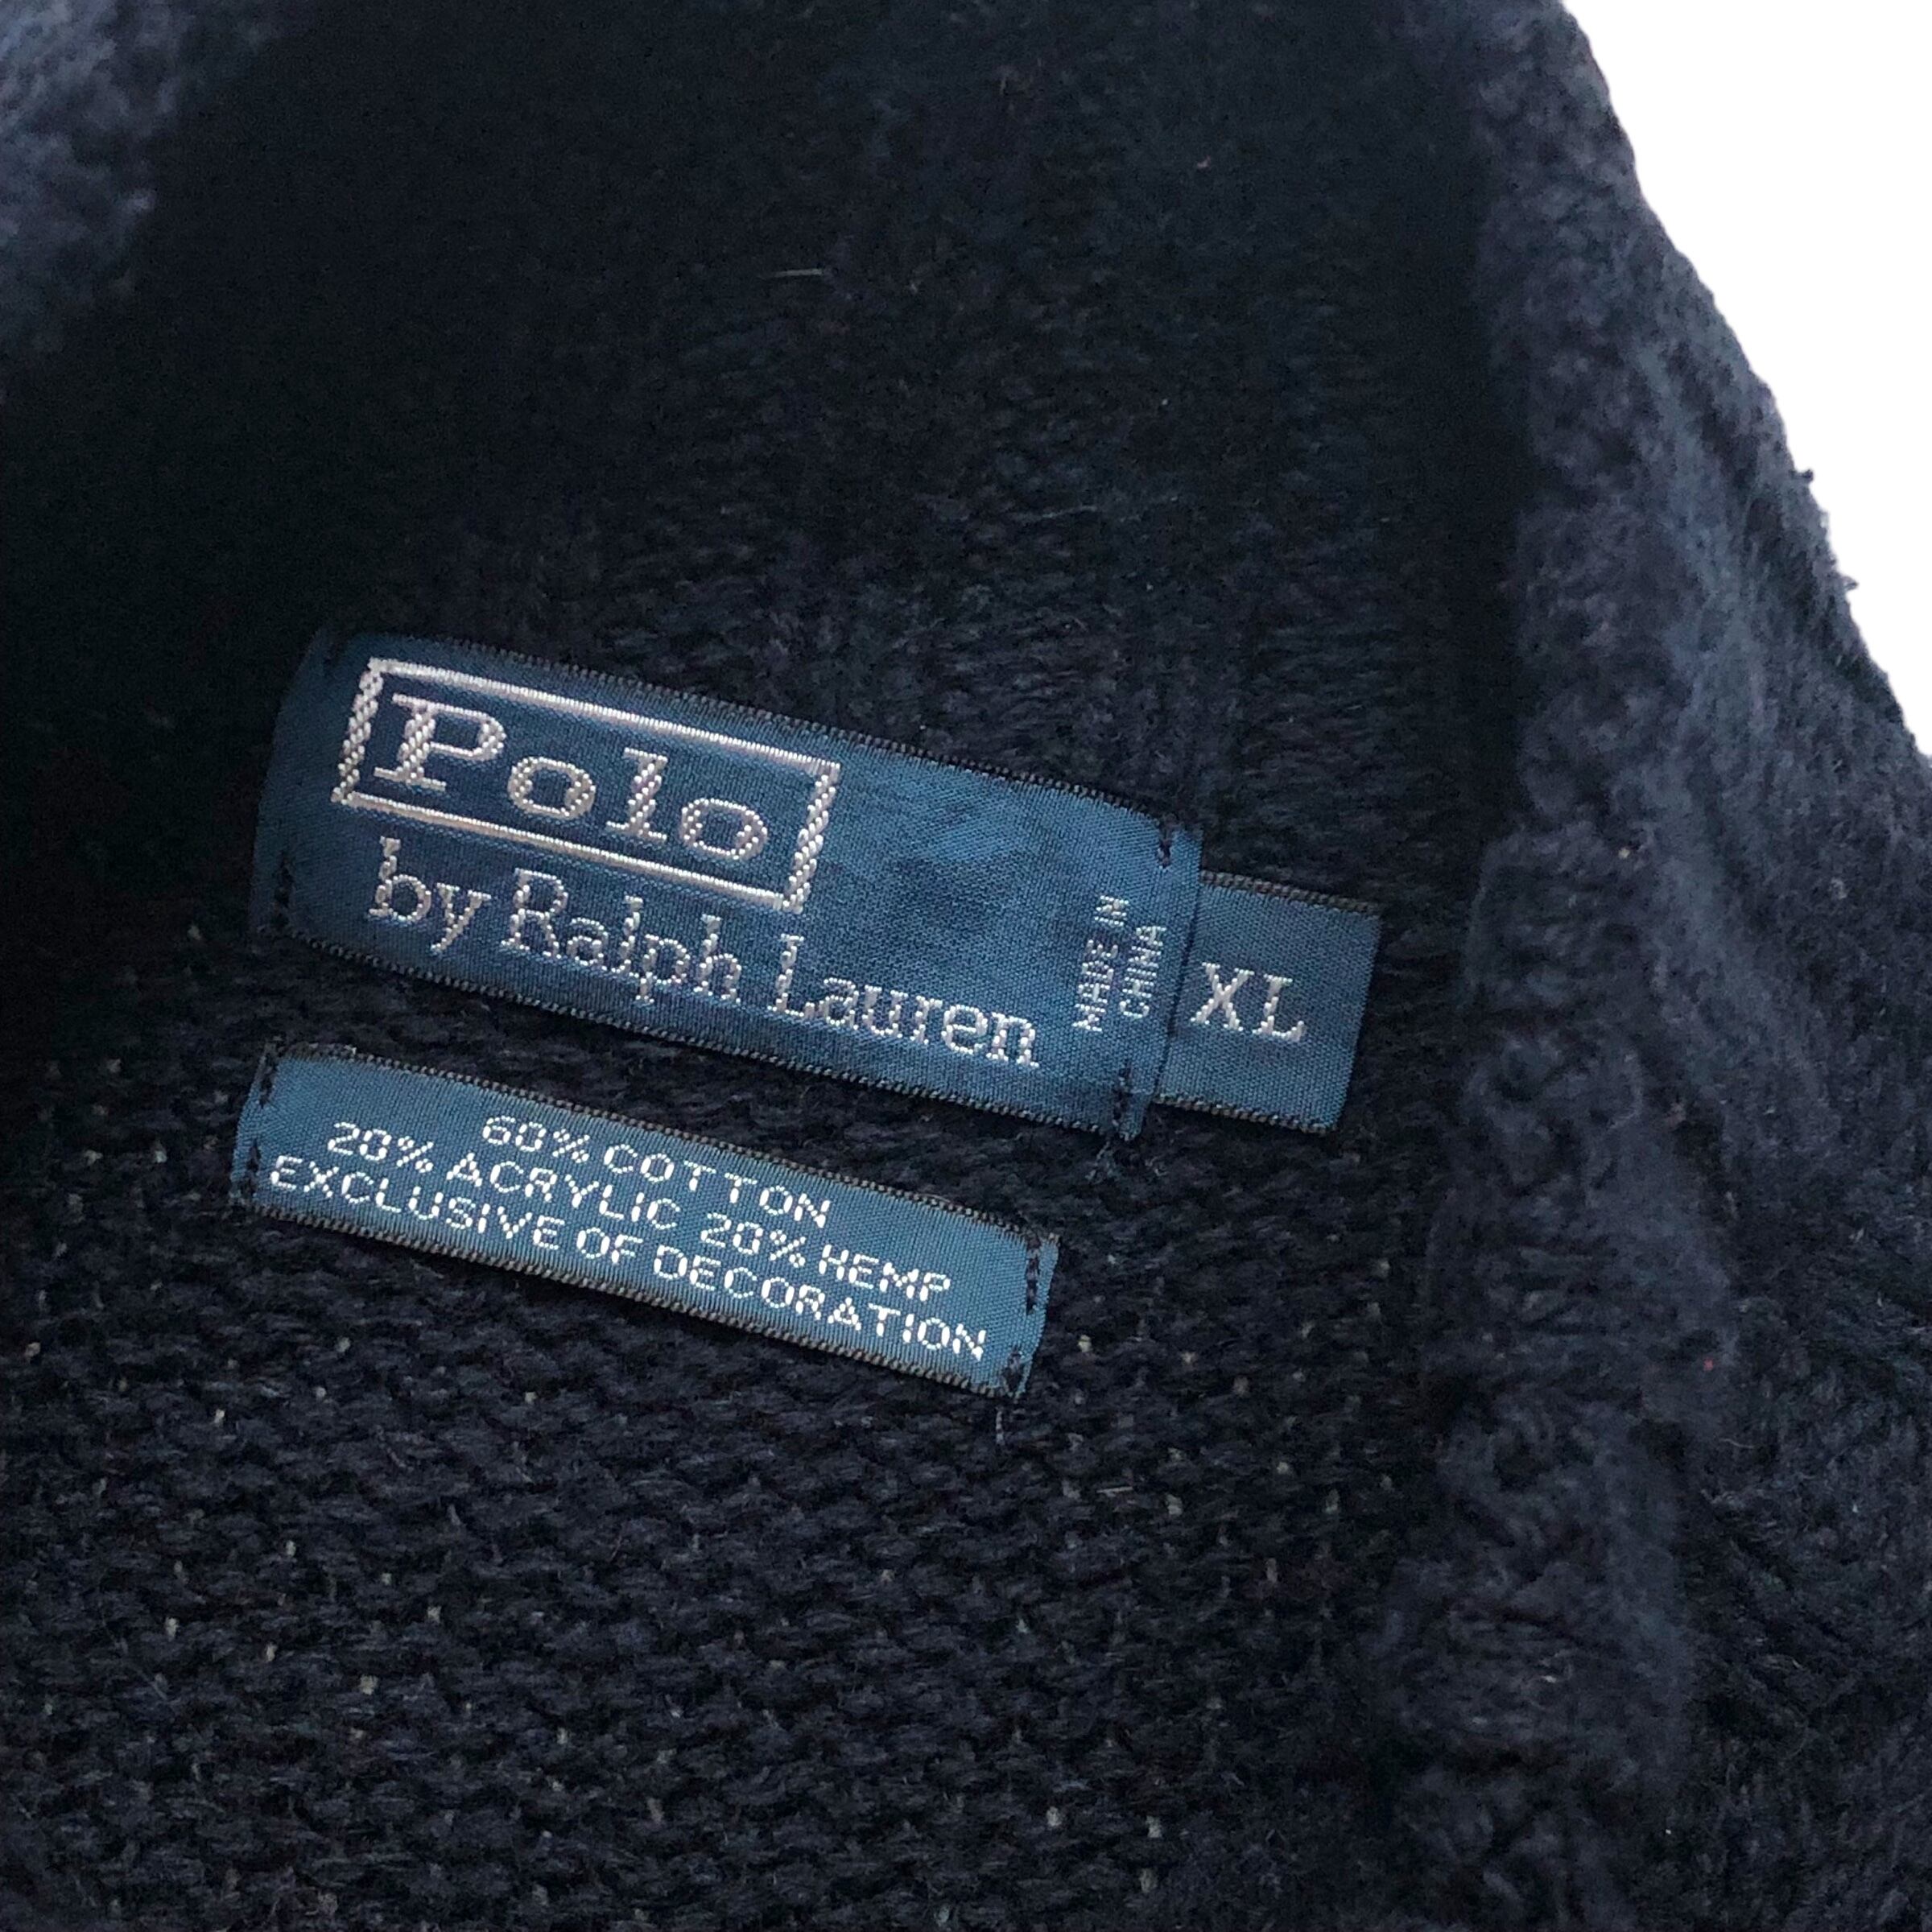 Polo
by Ralph Lauren
MADE IN
CHINA
XL
60% COTTON
20% ACRYLIC 20% HEMP
EXCLUSIVE OF DECORATION